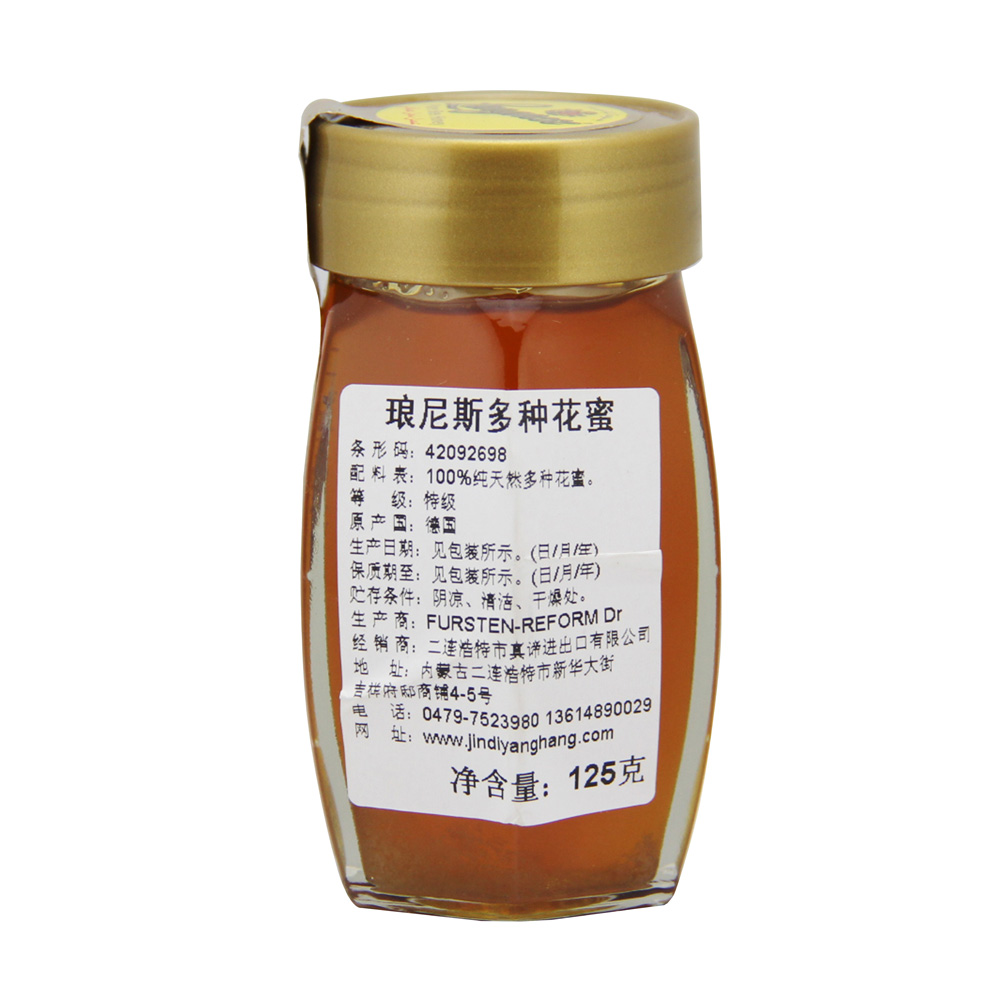 琅尼斯多种花蜜
条形码：42092698
配料表：100%纯天然多种花蜜。
等 级：特级
原产国：德国
生产日期：见包装所示。(日/月/年)
保质期至：见包装所示。(日/月/年)
贮存条件：阴凉、清洁、干燥处。
生产商：FURSTEN-REFORM Dr
经销商：二连浩特市真谛进出口有限公司
地 址：内蒙古二连浩特市新华大街
吉祥府邸商铺4-5号
电 话：0479-7523980 13614890029
网 址：www.jindiyanghang.com
净含量：125克